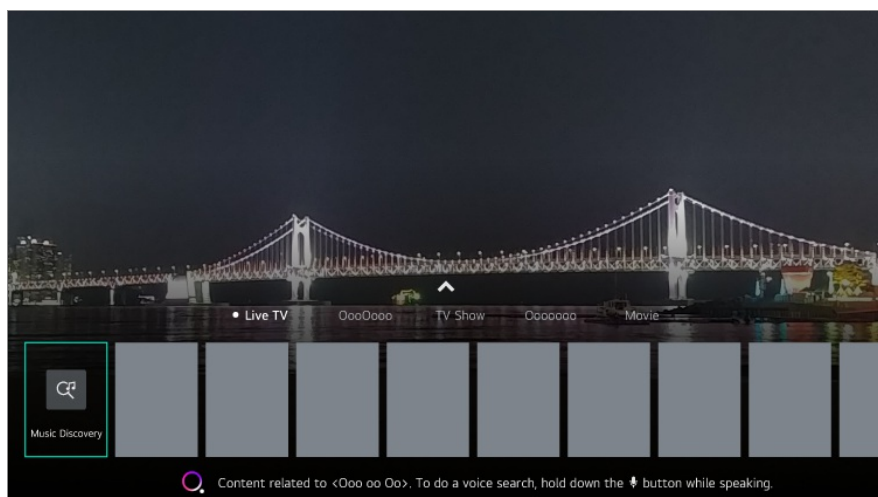 Live TV
OooOooo
TV Show
Ooooooo
Movie
Music Discovery
Content related to <Ooo oo Oo>. To do a voice search, hold down the button while speaking.